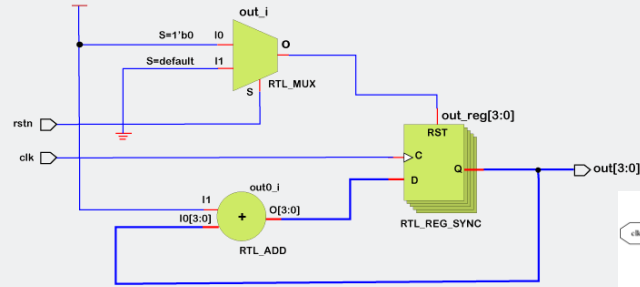 out_i
S=1'b0 I0
O
S=default I1
S RTL_MUX
rstn
out_reg[3:0]
RST
clk
C
Q
out[3:0]
D
out0_i
I1
O[3:0]
I0[3:0]
+
RTL_REG_SYNC
RTL_ADD
clk